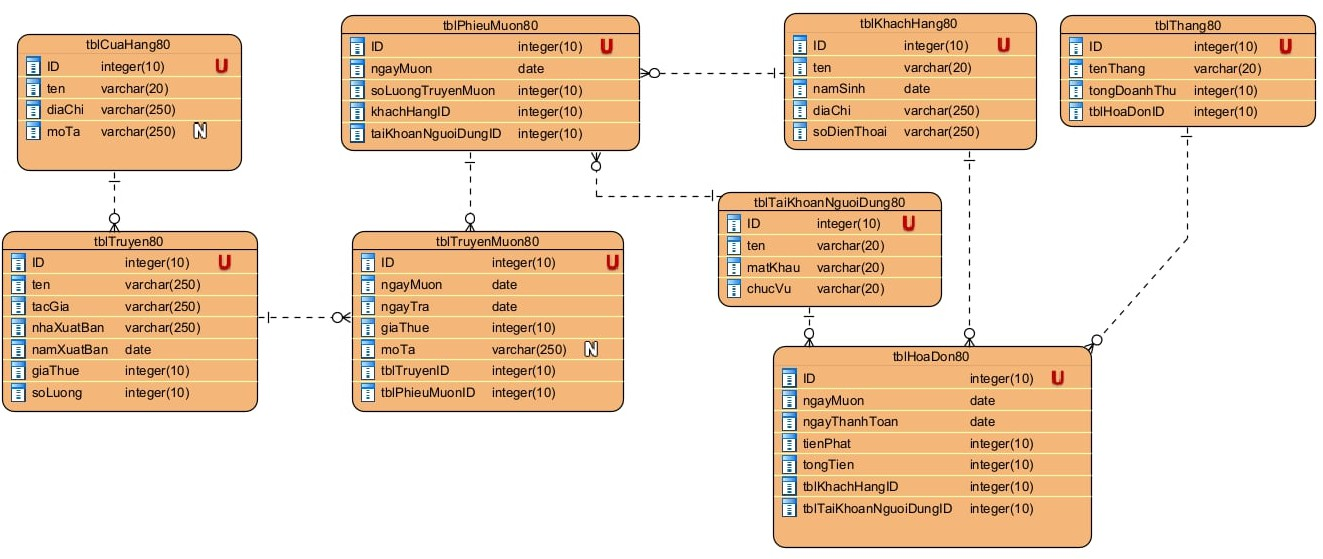 tblCuaHang80
ID integer(10) U
ten varchar(20)
diaChi varchar(250)
moTa varchar(250) N
tblPhieuMuon80
ID integer(10) U
ngayMuon date
soLuongTruyenMuon integer(10)
khachHangID integer(10)
taiKhoanNguoiDungID integer(10)
tblKhachHang80
ID integer(10) U
ten varchar(20)
namSinh date
diaChi varchar(250)
soDienThoai varchar(250)
tblThang80
ID integer(10) U
tenThang varchar(20)
tongDoanhThu integer(10)
tblHoaDonID integer(10)
tblTruyen80
ID integer(10) U
ten varchar(250)
tacGia varchar(250)
nhaXuatBan varchar(250)
namXuatBan date
giaThue integer(10)
soLuong integer(10)
tblTruyenMuon80
ID integer(10) U
ngayMuon date
ngayTra date
giaThue integer(10)
moTa varchar(250) N
tblTruyenID integer(10)
tblPhieuMuonID integer(10)
tblTaiKhoanNguoiDung80
ID integer(10) U
ten varchar(20)
matKhau varchar(20)
chucVu varchar(20)
tblHoaDon80
ID integer(10) U
ngayMuon date
ngayThanhToan date
tienPhat integer(10)
tongTien integer(10)
tblKhachHangID integer(10)
tblTaiKhoanNguoiDungID integer(10)